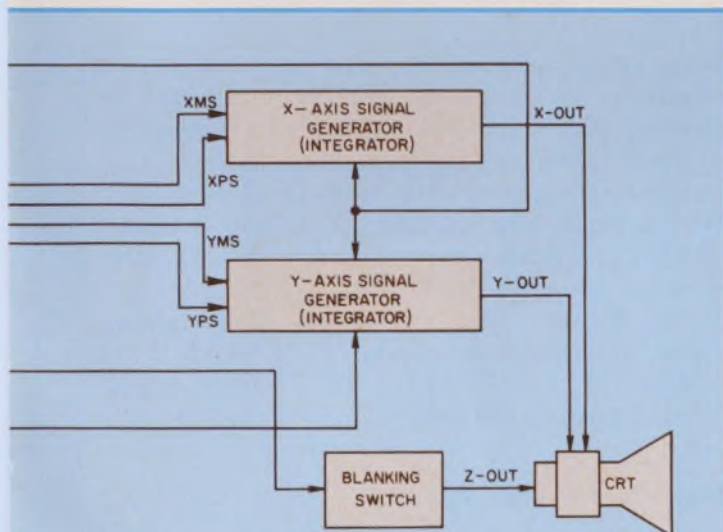 XMS
X-AXIS SIGNAL
GENERATOR
(INTEGRATOR)
X-OUT
XPS
YMS
Y-AXIS SIGNAL
GENERATOR
(INTEGRATOR)
Y-OUT
YPS
BLANKING
SWITCH
Z-OUT
CRT